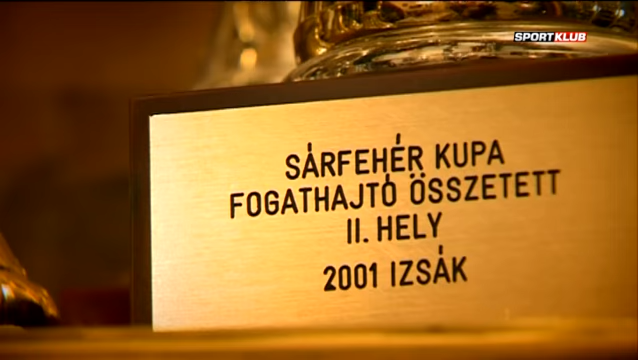 SPORTKLUB
SÁRFEHÉR KUPA
FOGATHAJTÓ ÖSSZETETT
II. HELY
2001 IZSÁK